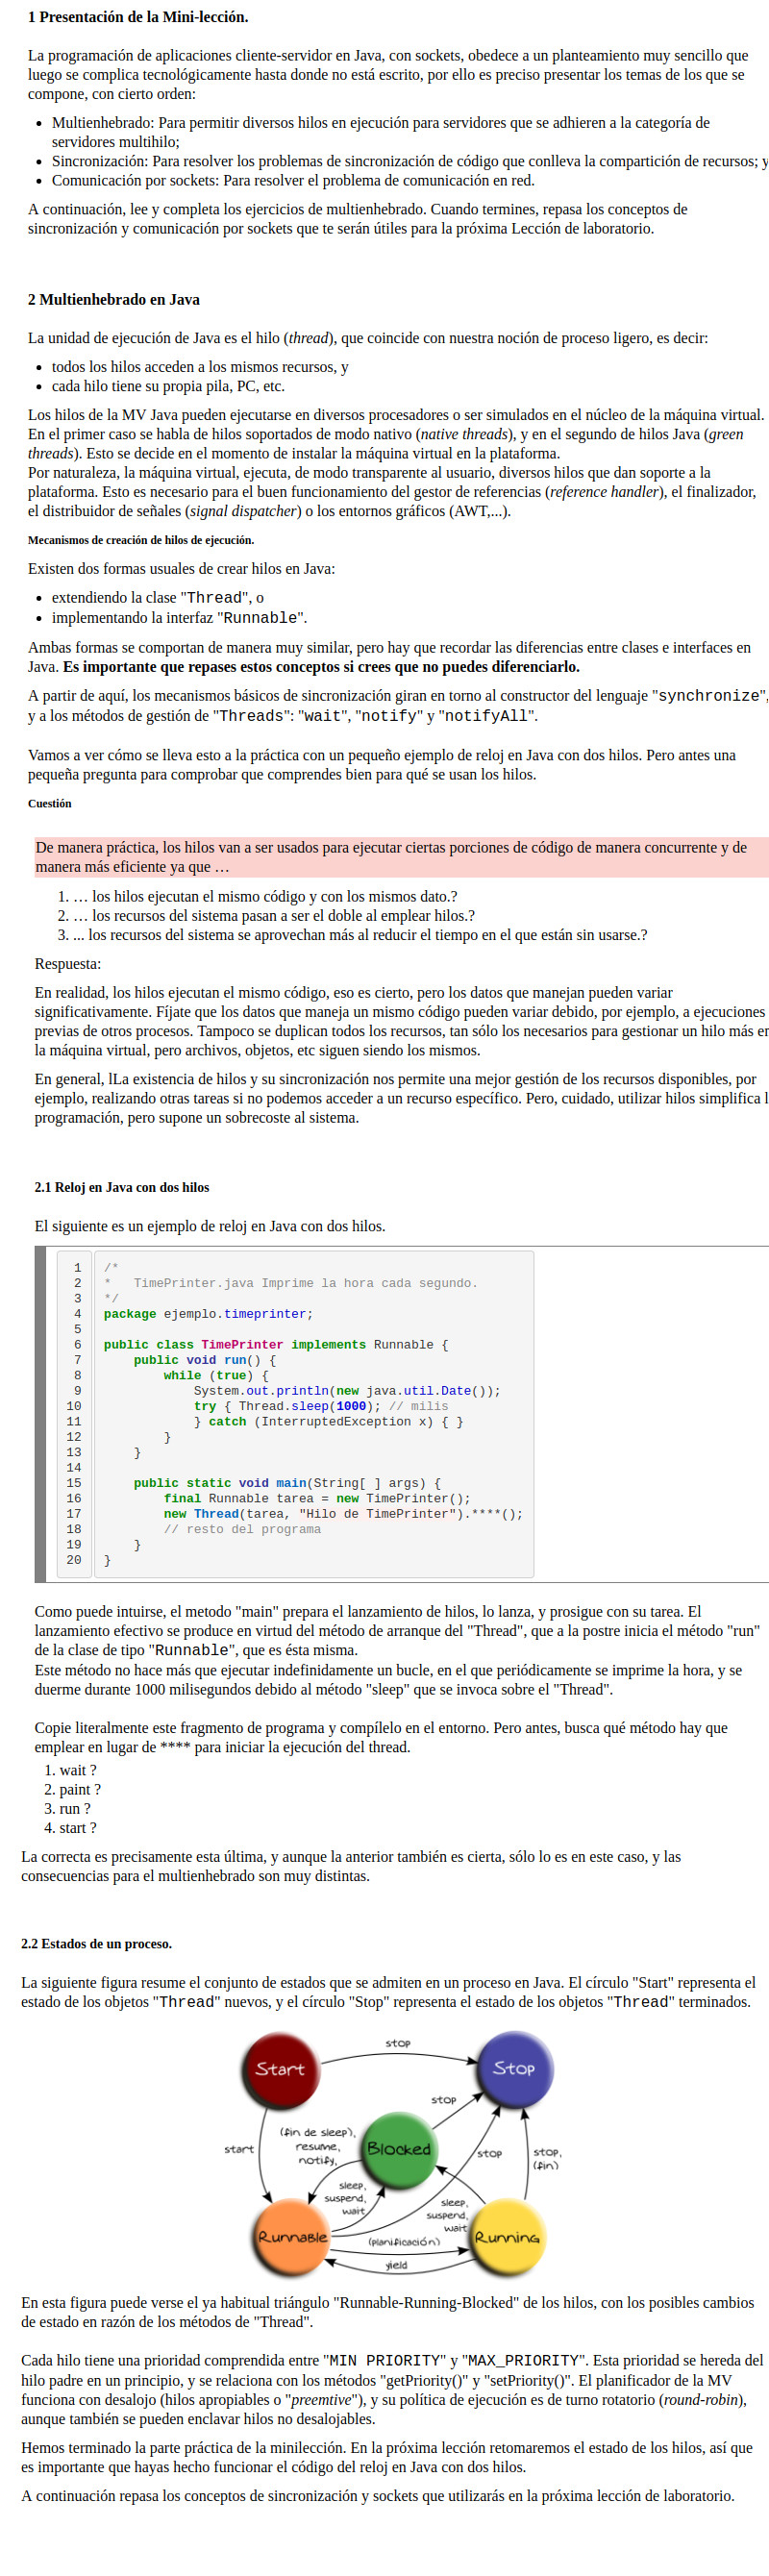 1 Presentación de la Mini-lección.
La programación de aplicaciones cliente-servidor en Java, con sockets, obedece a un planteamiento muy sencillo que
luego se complica tecnológicamente hasta donde no está escrito, por ello es preciso presentar los temas de los que se
compone, con cierto orden:
• Multienhebrado: Para permitir diversos hilos en ejecución para servidores que se adhieren a la categoría de
servidores multihilo;
• Sincronización: Para resolver los problemas de sincronización de código que conlleva la compartición de recursos; y
• Comunicación por sockets: Para resolver el problema de comunicación en red.
A continuación, lee y completa los ejercicios de multienhebrado. Cuando termines, repasa los conceptos de
sincronización y comunicación por sockets que te serán útiles para la próxima Lección de laboratorio.
2 Multienhebrado en Java
La unidad de ejecución de Java es el hilo (thread), que coincide con nuestra noción de proceso ligero, es decir:
• todos los hilos acceden a los mismos recursos, y
• cada hilo tiene su propia pila, PC, etc.
Los hilos de la MV Java pueden ejecutarse en diversos procesadores o ser simulados en el núcleo de la máquina virtual.
En el primer caso se habla de hilos soportados de modo nativo (native threads), y en el segundo de hilos Java (green
threads). Esto se decide en el momento de instalar la máquina virtual en la plataforma.
Por naturaleza, la máquina virtual, ejecuta, de modo transparente al usuario, diversos hilos que dan soporte a la
plataforma. Esto es necesario para el buen funcionamiento del gestor de referencias (reference handler), el finalizador,
el distribuidor de señales (signal dispatcher) o los entornos gráficos (AWT,...).
Mecanismos de creación de hilos de ejecución.
Existen dos formas usuales de crear hilos en Java:
• extendiendo la clase "Thread", o
• implementando la interfaz "Runnable".
Ambas formas se comportan de manera muy similar, pero hay que recordar las diferencias entre clases e interfaces en
Java. Es importante que repases estos conceptos si crees que no puedes diferenciarlo.
A partir de aquí, los mecanismos básicos de sincronización giran en torno al constructor del lenguaje "synchronize",
y a los métodos de gestión de "Threads": "wait", "notify" y "notifyAll".
Vamos a ver cómo se lleva esto a la práctica con un pequeño ejemplo de reloj en Java con dos hilos. Pero antes una
pequeña pregunta para comprobar que comprendes bien para qué se usan los hilos.
Cuestión
De manera práctica, los hilos van a ser usados para ejecutar ciertas porciones de código de manera concurrente y de
manera más eficiente ya que …
1. … los hilos ejecutan el mismo código y con los mismos dato.?
2. … los recursos del sistema pasan a ser el doble al emplear hilos.?
3. ... los recursos del sistema se aprovechan más al reducir el tiempo en el que están sin usarse.?
Respuesta:
En realidad, los hilos ejecutan el mismo código, eso es cierto, pero los datos que manejan pueden variar
significativamente. Fíjate que los datos que maneja un mismo código pueden variar debido, por ejemplo, a ejecuciones
previas de otros procesos. Tampoco se duplican todos los recursos, tan sólo los necesarios para gestionar un hilo más en
la máquina virtual, pero archivos, objetos, etc siguen siendo los mismos.
En general, lLa existencia de hilos y su sincronización nos permite una mejor gestión de los recursos disponibles, por
ejemplo, realizando otras tareas si no podemos acceder a un recurso específico. Pero, cuidado, utilizar hilos simplifica l
programación, pero supone un sobrecoste al sistema.
2.1 Reloj en Java con dos hilos
El siguiente es un ejemplo de reloj en Java con dos hilos.
1 /*
2 *   TimePrinter.java Imprime la hora cada segundo.
3 */
4 package ejemplo.timeprinter;
5
6 public class TimePrinter implements Runnable {
7     public void run() {
8         while (true) {
9             System.out.println(new java.util.Date());
10             try { Thread.sleep(1000); // milis
11             } catch (InterruptedException x) { }
12         }
13     }
14
15     public static void main(String[ ] args) {
16         final Runnable tarea = new TimePrinter();
17         new Thread(tarea, "Hilo de TimePrinter").****();
18         // resto del programa
19     }
20 }
Como puede intuirse, el metodo "main" prepara el lanzamiento de hilos, lo lanza, y prosigue con su tarea. El
lanzamiento efectivo se produce en virtud del método de arranque del "Thread", que a la postre inicia el método "run"
de la clase de tipo "Runnable", que es ésta misma.
Este método no hace más que ejecutar indefinidamente un bucle, en el que periódicamente se imprime la hora, y se
duerme durante 1000 milisegundos debido al método "sleep" que se invoca sobre el "Thread".
Copie literalmente este fragmento de programa y compílelo en el entorno. Pero antes, busca qué método hay que
emplear en lugar de **** para iniciar la ejecución del thread.
1. wait ?
2. paint ?
3. run ?
4. start ?
La correcta es precisamente esta última, y aunque la anterior también es cierta, sólo lo es en este caso, y las
consecuencias para el multienhebrado son muy distintas.
2.2 Estados de un proceso.
La siguiente figura resume el conjunto de estados que se admiten en un proceso en Java. El círculo "Start" representa el
estado de los objetos "Thread" nuevos, y el círculo "Stop" representa el estado de los objetos "Thread" terminados.
stop
Start
Stop
stop
(fin de sleep),
resume,
notify,
start
Blocked
stop
stop,
(fin)
sleep,
suspend,
wait
sleep,
suspend,
wait
Runnable
(planificación)
Running
yield
En esta figura puede verse el ya habitual triángulo "Runnable-Running-Blocked" de los hilos, con los posibles cambios
de estado en razón de los métodos de "Thread".
Cada hilo tiene una prioridad comprendida entre "MIN PRIORITY" y "MAX_PRIORITY". Esta prioridad se hereda del
hilo padre en un principio, y se relaciona con los métodos "getPriority()" y "setPriority()". El planificador de la MV
funciona con desalojo (hilos apropiables o "preemtive"), y su política de ejecución es de turno rotatorio (round-robin),
aunque también se pueden enclavar hilos no desalojables.
Hemos terminado la parte práctica de la minilección. En la próxima lección retomaremos el estado de los hilos, así que
es importante que hayas hecho funcionar el código del reloj en Java con dos hilos.
A continuación repasa los conceptos de sincronización y sockets que utilizarás en la próxima lección de laboratorio.